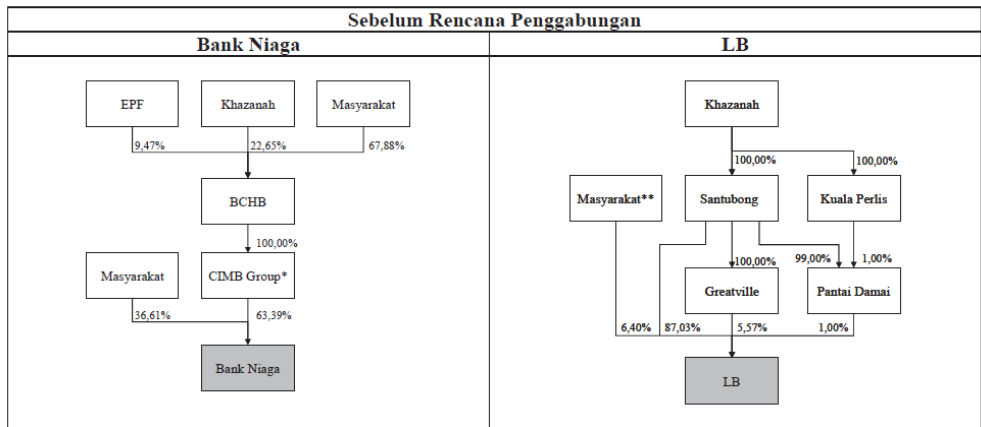 Sebelum Rencana Penggabungan
Bank Niaga
LB
EPF
Khazanah
Masyarakat
9,47%
22,65%
67,88%
BCHB
100,00%
Masyarakat
CIMB Group*
36,61%
63,39%
Bank Niaga
Khazanah
100,00%
100,00%
Masyarakat**
Santubong
Kuala Perlis
100,00%
99,00%
1,00%
Greatville
Pantai Damai
6,40%
87,03%
5,57%
1,00%
LB